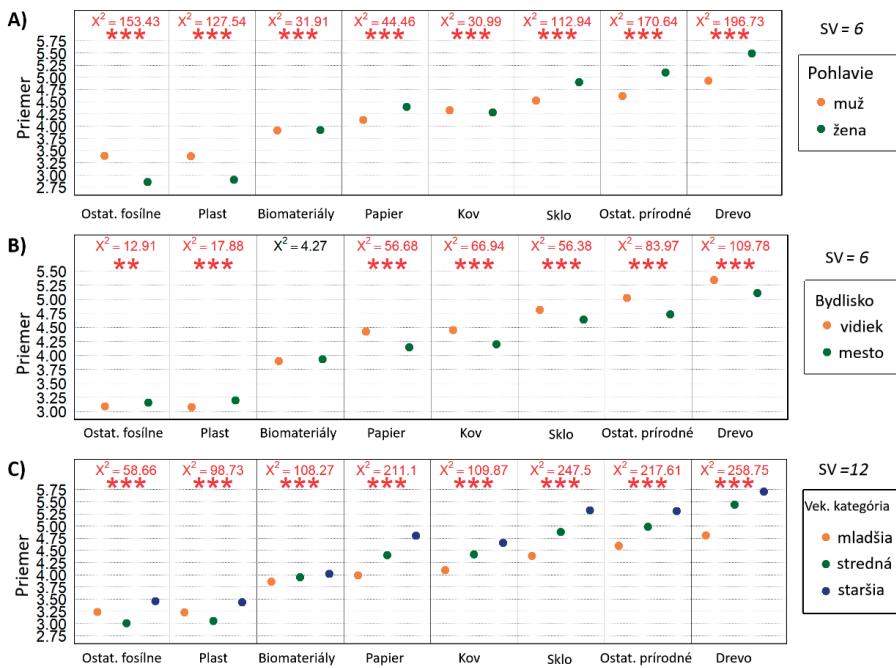 A)
X² = 153.43 X² = 127.54 X² = 31.91 X² = 44.46 X² = 30.99 X² = 112.94 X² = 170.64 X² = 196.73
*** *** *** *** *** *** *** ***
SV = 6
Priemer
5.75
5.25
5.00
4.75
4.50
4.25
4.00
3.75
3.50
3.25
3.00
2.75
Pohlavie
muž
žena
Ostat. fosílne Plast Biomateriály Papier Kov Sklo Ostat. prírodné Drevo
B)
X² = 12.91 X² = 17.88 X² = 4.27 X² = 56.68 X² = 66.94 X² = 56.38 X² = 83.97 X² = 109.78
** *** *** *** *** *** ***
SV = 6
Priemer
5.50
5.25
5.00
4.75
4.50
4.25
4.00
3.75
3.50
3.25
3.00
Bydlisko
vidiek
mesto
Ostat. fosílne Plast Biomateriály Papier Kov Sklo Ostat. prírodné Drevo
C)
X² = 58.66 X² = 98.73 X² = 108.27 X² = 211.1 X² = 109.87 X² = 247.5 X² = 217.61 X² = 258.75
*** *** *** *** *** *** *** ***
SV =12
Priemer
5.75
5.25
5.00
4.75
4.50
4.25
4.00
3.75
3.50
3.25
3.00
2.75
Vek. kategória
mladšia
stredná
staršia
Ostat. fosílne Plast Biomateriály Papier Kov Sklo Ostat. prírodné Drevo